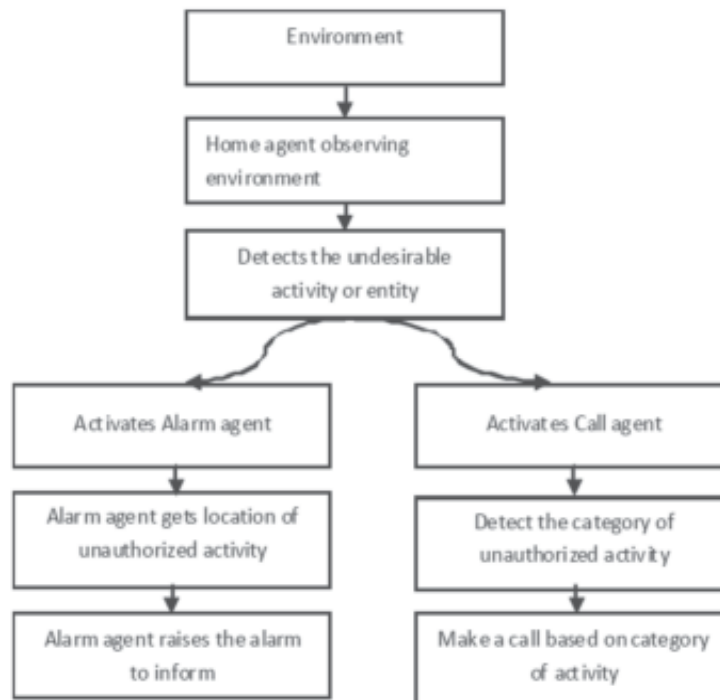 Environment
Home agent observing
environment
Detects the undesirable
activity or entity
Activates Alarm agent
Alarm agent gets location of
unauthorized activity
Alarm agent raises the alarm
to inform
Activates Call agent
Detect the category of
unauthorized activity
Make a call based on category
of activity